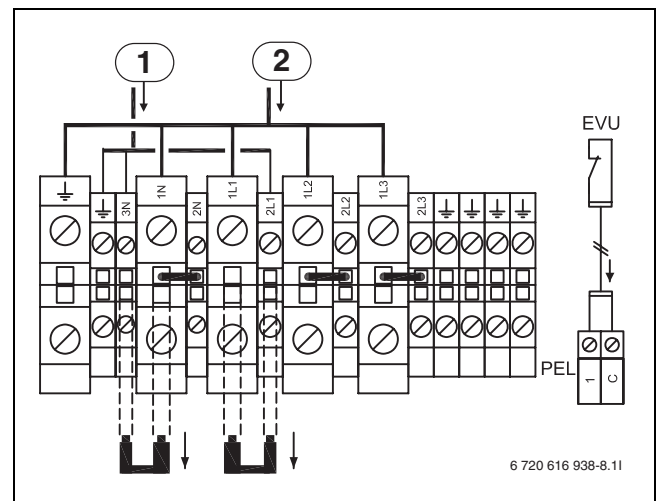 1 2
EVU
⏚ ⏚ 3N 1N 2N 1L1 2L1 1L2 2L2 1L3 2L3 ⏚ ⏚ ⏚ ⏚
PEL 1 C
6 720 616 938-8.1I